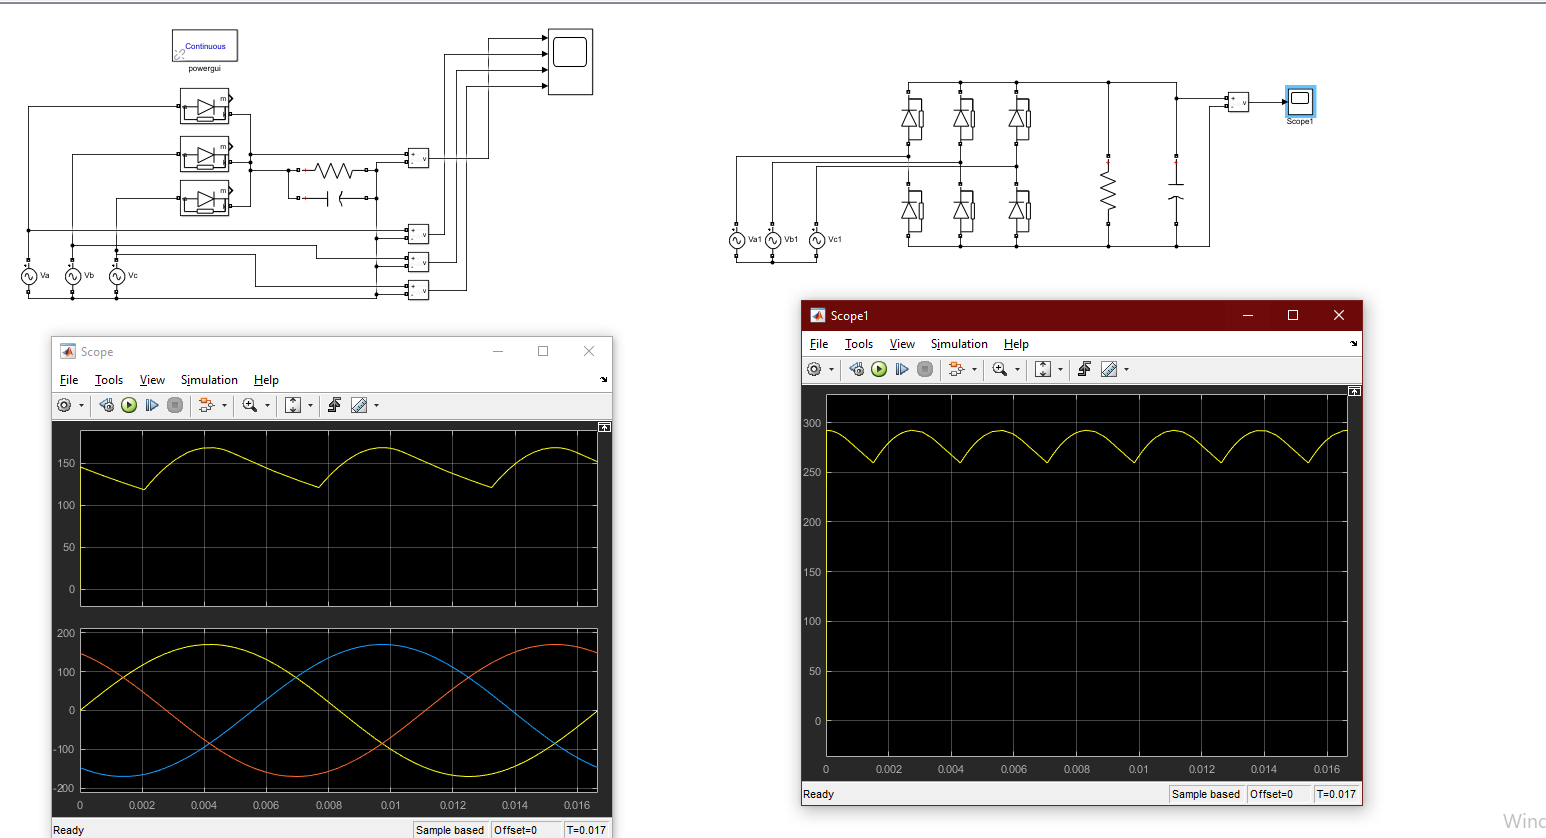 Continuous
powergui
m
m
m
v
v
v
v
Va
Vb
Vc
Va1
Vb1
Vc1
v
Scope1
Scope
File Tools View Simulation Help
150
100
50
0
200
100
0
-100
-200
0 0.002 0.004 0.006 0.008 0.01 0.012 0.014 0.016
Ready Sample based Offset=0 T=0.017
Scope1
File Tools View Simulation Help
300
250
200
150
100
50
0
0 0.002 0.004 0.006 0.008 0.01 0.012 0.014 0.016
Ready Sample based Offset=0 T=0.017